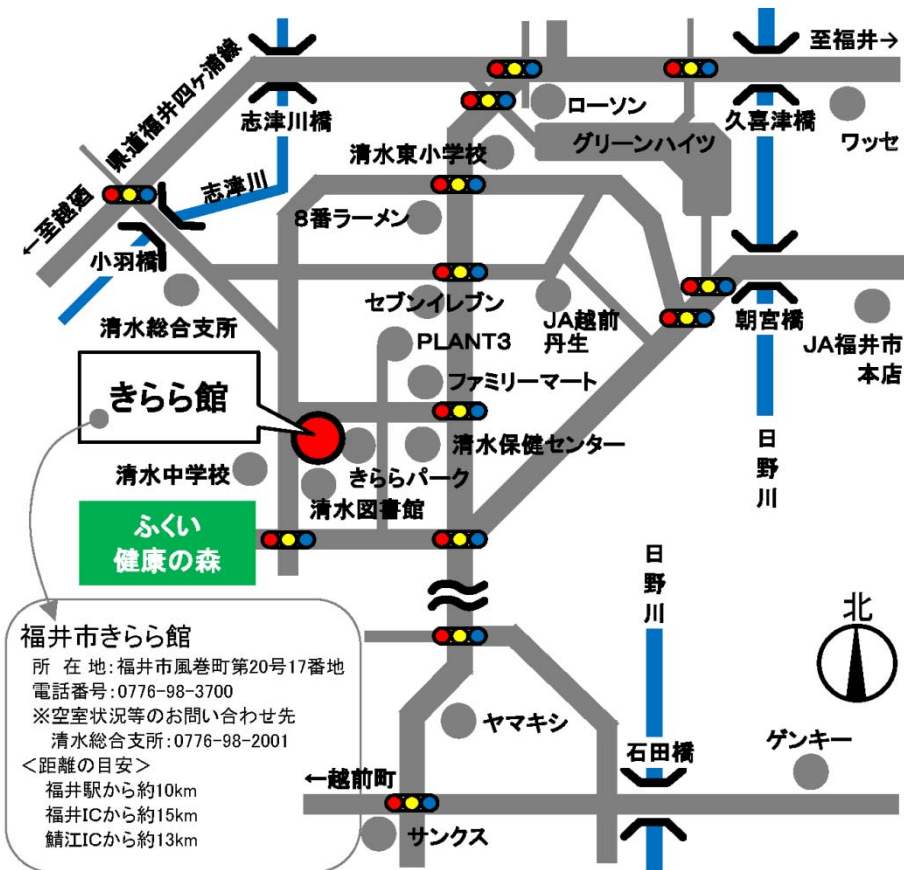 至福井→
県道福井四ヶ浦線
志津川橋
ローソン
久喜津橋
ワッセ
グリーンハイツ
清水東小学校
志津川
←至越廼
8番ラーメン
小羽橋
セブンイレブン
清水総合支所
JA越前
丹生
朝宮橋
JA福井市
本店
PLANT3
ファミリーマート
きらら館
清水保健センター
日野川
清水中学校
きららパーク
清水図書館
ふくい
健康の森
日野川
北
福井市きらら館
所 在 地:福井市風巻町第20号17番地
電話番号:0776-98-3700
※空室状況等のお問い合わせ先
清水総合支所:0776-98-2001
<距離の目安>
福井駅から約10km
福井ICから約15km
鯖江ICから約13km
ヤマキシ
石田橋
ゲンキー
←越前町
サンクス